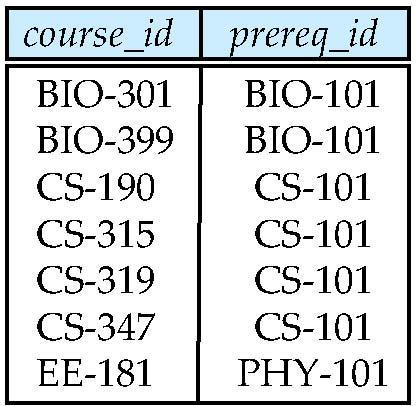 course_id prereq_id
BIO-301 BIO-101
BIO-399 BIO-101
CS-190 CS-101
CS-315 CS-101
CS-319 CS-101
CS-347 CS-101
EE-181 PHY-101